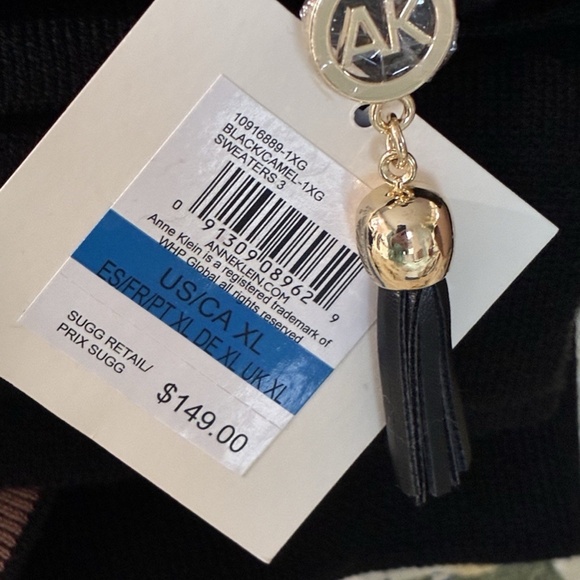 AK
10916889-1XG
BLACK/CAMEL-1XG
SWEATERS 3
0 91309 08962 9
ANNEKLEIN.COM
Anne Klein is a registered trademark of
WHP Global all rights reserved
US/CA XL
ES/FR/PT XL DE XL UK XL
SUGG RETAIL/
PRIX SUGG
$149.00